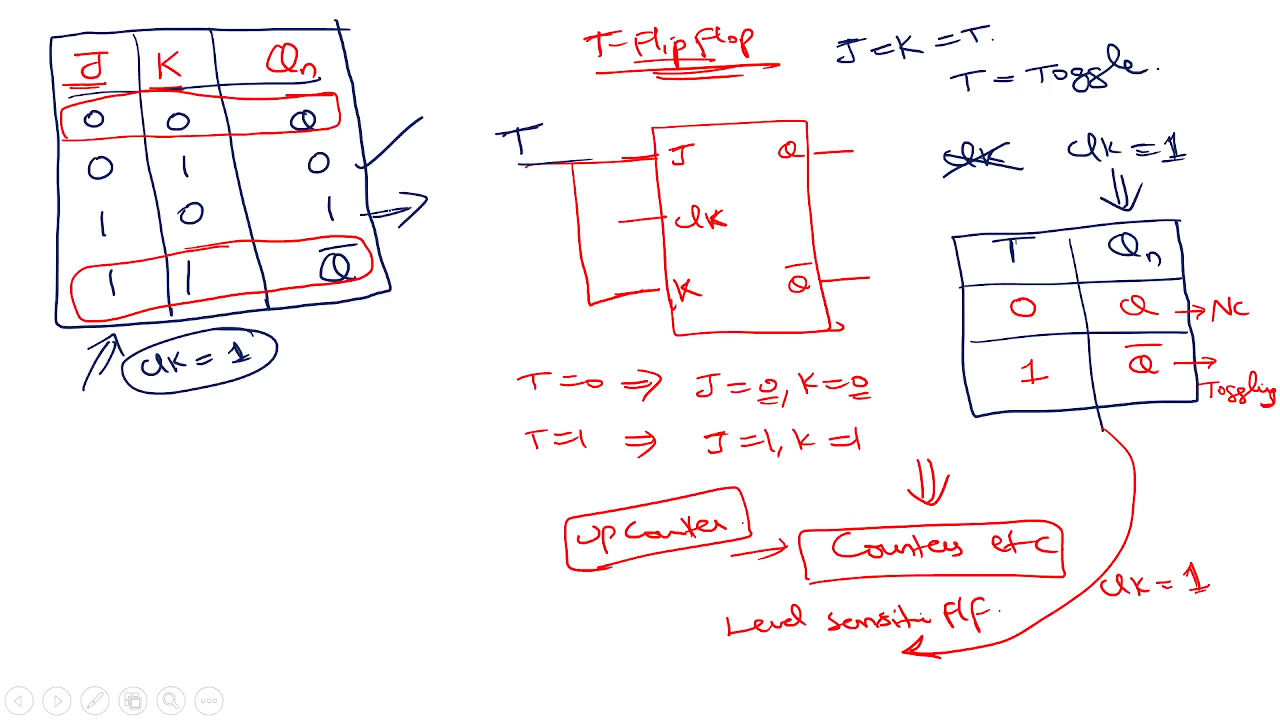 J K Qn
0 0 Q
0 1 0
1 0 1
1 1 Q̅
clk = 1
T-Flip Flop
J = K = T.
T = Toggle.
T
J Q
clk
K Q̅
T=0 ⇒ J=0, K=0
T=1 ⇒ J=1, K=1
clk clk = 1
T Qn
0 Q → NC
1 Q̅ → Toggling
up counter
Counters etc
clk = 1
Level sensiti F/F.